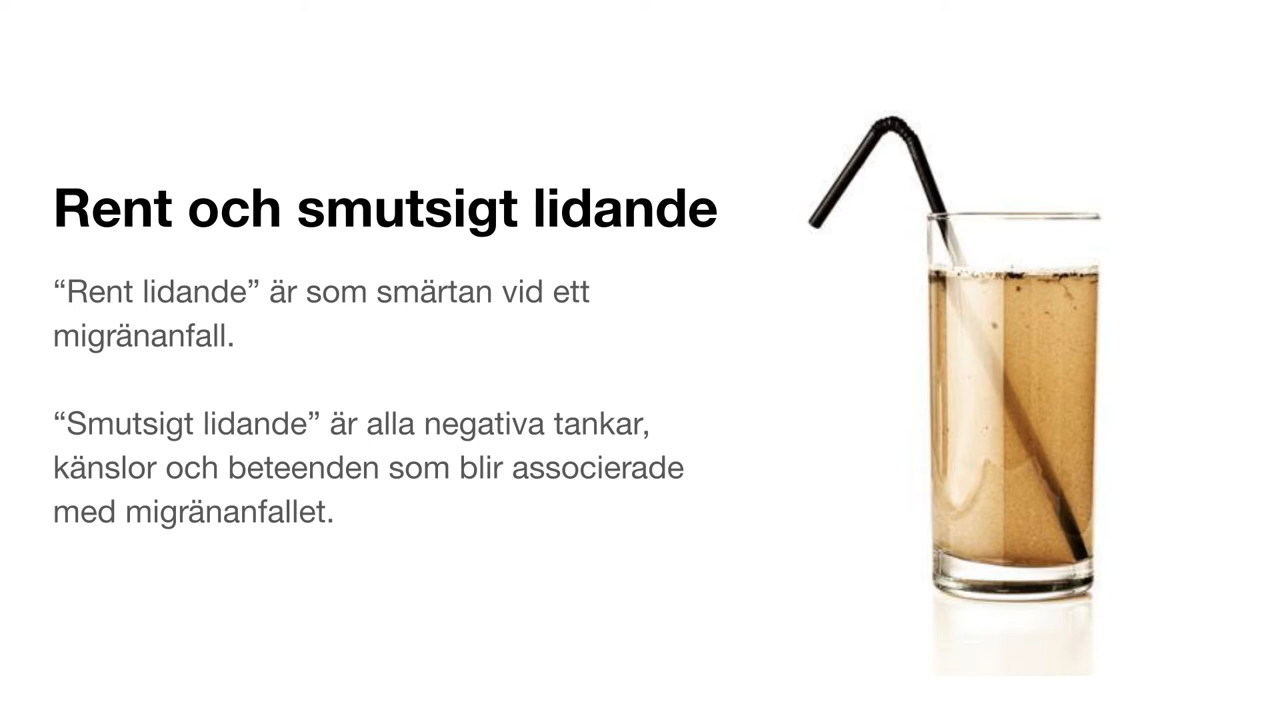 Rent och smutsigt lidande
“Rent lidande” är som smärtan vid ett
migränanfall.
“Smutsigt lidande” är alla negativa tankar,
känslor och beteenden som blir associerade
med migränanfallet.